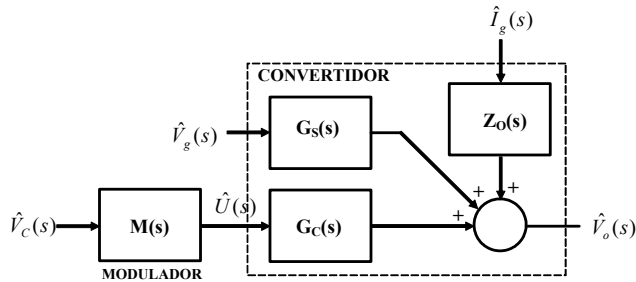 Î_g(s)
CONVERTIDOR
G_S(s)
Z_O(s)
V̂_g(s)
+
+
+
V̂_C(s)
M(s)
Û(s)
G_C(s)
V̂_o(s)
MODULADOR